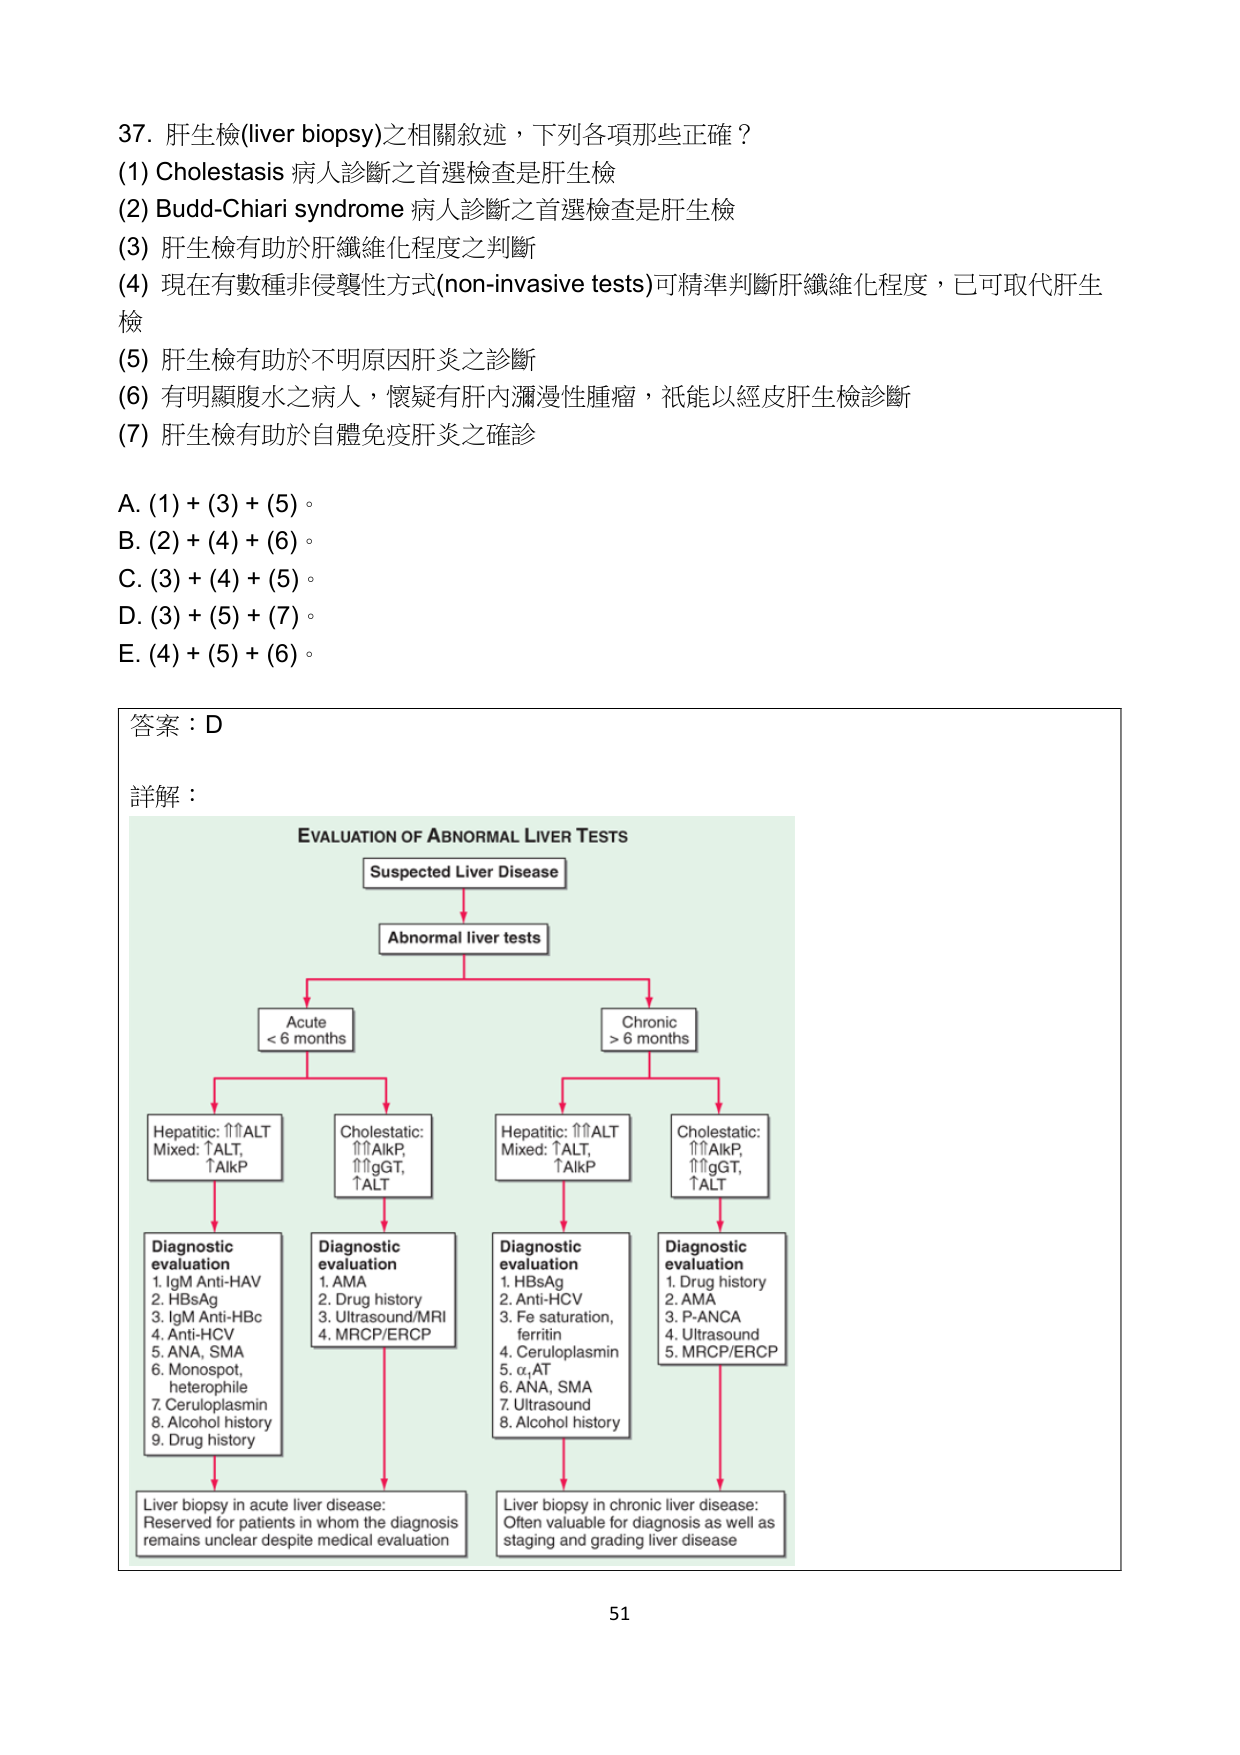 37. 肝生檢(liver biopsy)之相關敘述，下列各項那些正確？
(1) Cholestasis 病人診斷之首選檢查是肝生檢
(2) Budd-Chiari syndrome 病人診斷之首選檢查是肝生檢
(3) 肝生檢有助於肝纖維化程度之判斷
(4) 現在有數種非侵襲性方式(non-invasive tests)可精準判斷肝纖維化程度，已可取代肝生
檢
(5) 肝生檢有助於不明原因肝炎之診斷
(6) 有明顯腹水之病人，懷疑有肝內瀰漫性腫瘤，祇能以經皮肝生檢診斷
(7) 肝生檢有助於自體免疫肝炎之確診
A. (1) + (3) + (5)。
B. (2) + (4) + (6)。
C. (3) + (4) + (5)。
D. (3) + (5) + (7)。
E. (4) + (5) + (6)。
答案：D
詳解：
EVALUATION OF ABNORMAL LIVER TESTS
Suspected Liver Disease
Abnormal liver tests
Acute
< 6 months
Chronic
> 6 months
Hepatitic: ⇑⇑ALT
Mixed: ↑ALT,
↑AlkP
Cholestatic:
⇑⇑AlkP,
⇑⇑gGT,
↑ALT
Hepatitic: ⇑⇑ALT
Mixed: ↑ALT,
↑AlkP
Cholestatic:
⇑⇑AlkP,
⇑⇑gGT,
↑ALT
Diagnostic
evaluation
1. IgM Anti-HAV
2. HBsAg
3. IgM Anti-HBc
4. Anti-HCV
5. ANA, SMA
6. Monospot,
heterophile
7. Ceruloplasmin
8. Alcohol history
9. Drug history
Diagnostic
evaluation
1. AMA
2. Drug history
3. Ultrasound/MRI
4. MRCP/ERCP
Diagnostic
evaluation
1. HBsAg
2. Anti-HCV
3. Fe saturation,
ferritin
4. Ceruloplasmin
5. α₁AT
6. ANA, SMA
7. Ultrasound
8. Alcohol history
Diagnostic
evaluation
1. Drug history
2. AMA
3. P-ANCA
4. Ultrasound
5. MRCP/ERCP
Liver biopsy in acute liver disease:
Reserved for patients in whom the diagnosis
remains unclear despite medical evaluation
Liver biopsy in chronic liver disease:
Often valuable for diagnosis as well as
staging and grading liver disease
51